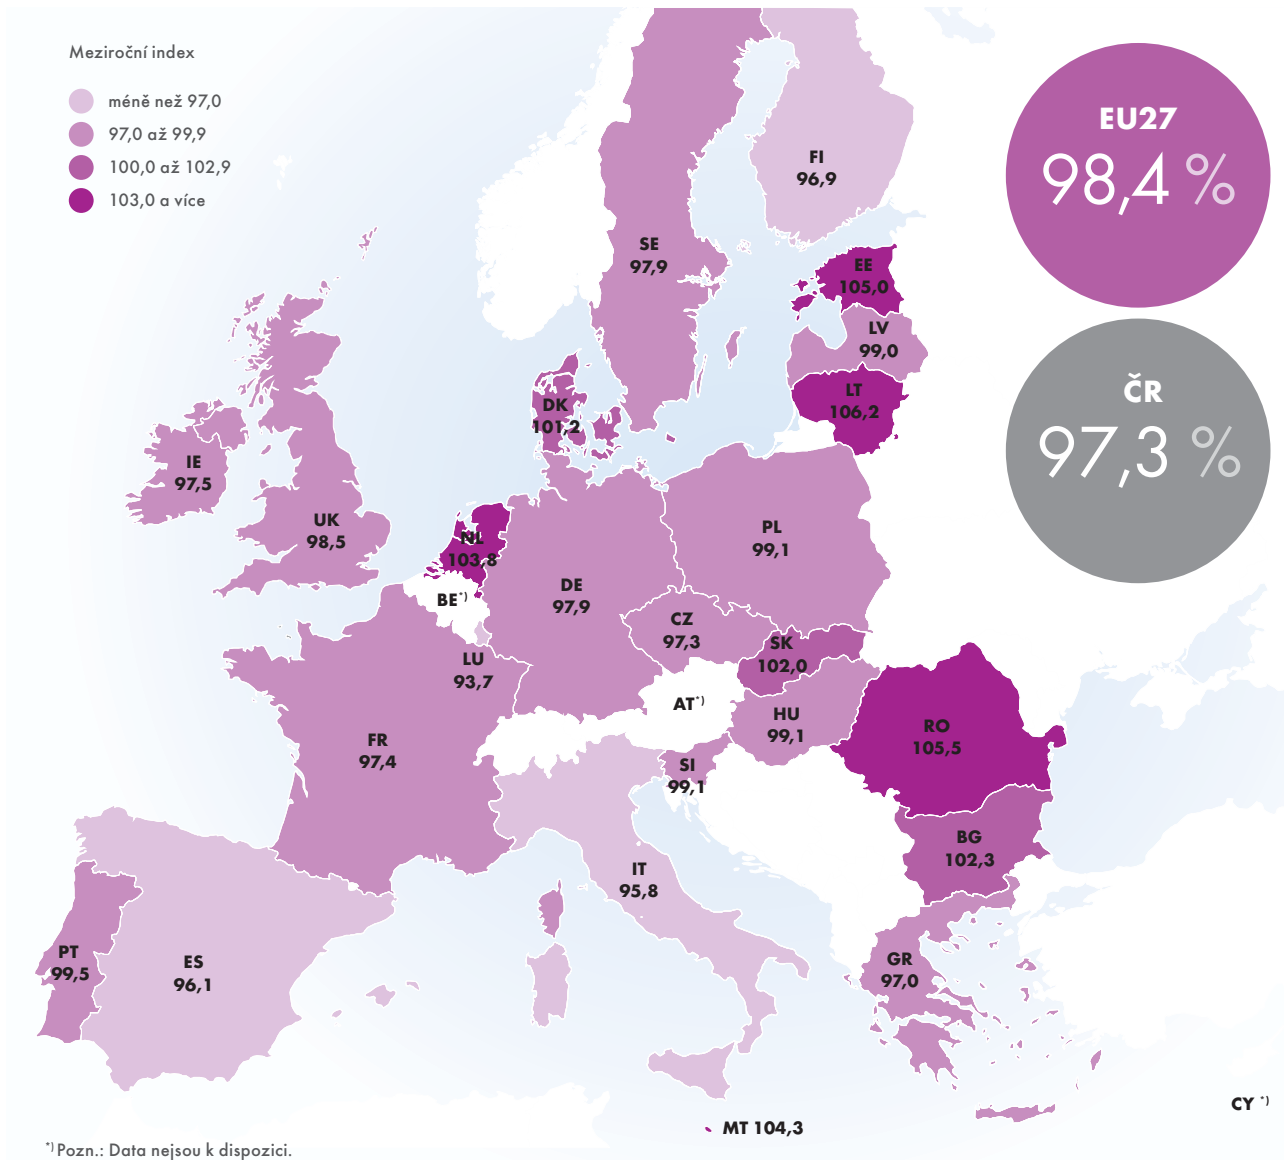 Meziroční index
méně než 97,0
97,0 až 99,9
100,0 až 102,9
103,0 a více
EU27
98,4 %
ČR
97,3 %
FI
96,9
SE
97,9
EE
105,0
LV
99,0
LT
106,2
DK
101,2
IE
97,5
UK
98,5
NL
103,8
BE*)
DE
97,9
PL
99,1
CZ
97,3
SK
102,0
LU
93,7
AT*)
HU
99,1
RO
105,5
FR
97,4
SI
99,1
BG
102,3
IT
95,8
PT
99,5
ES
96,1
GR
97,0
CY *)
MT 104,3
*) Pozn.: Data nejsou k dispozici.